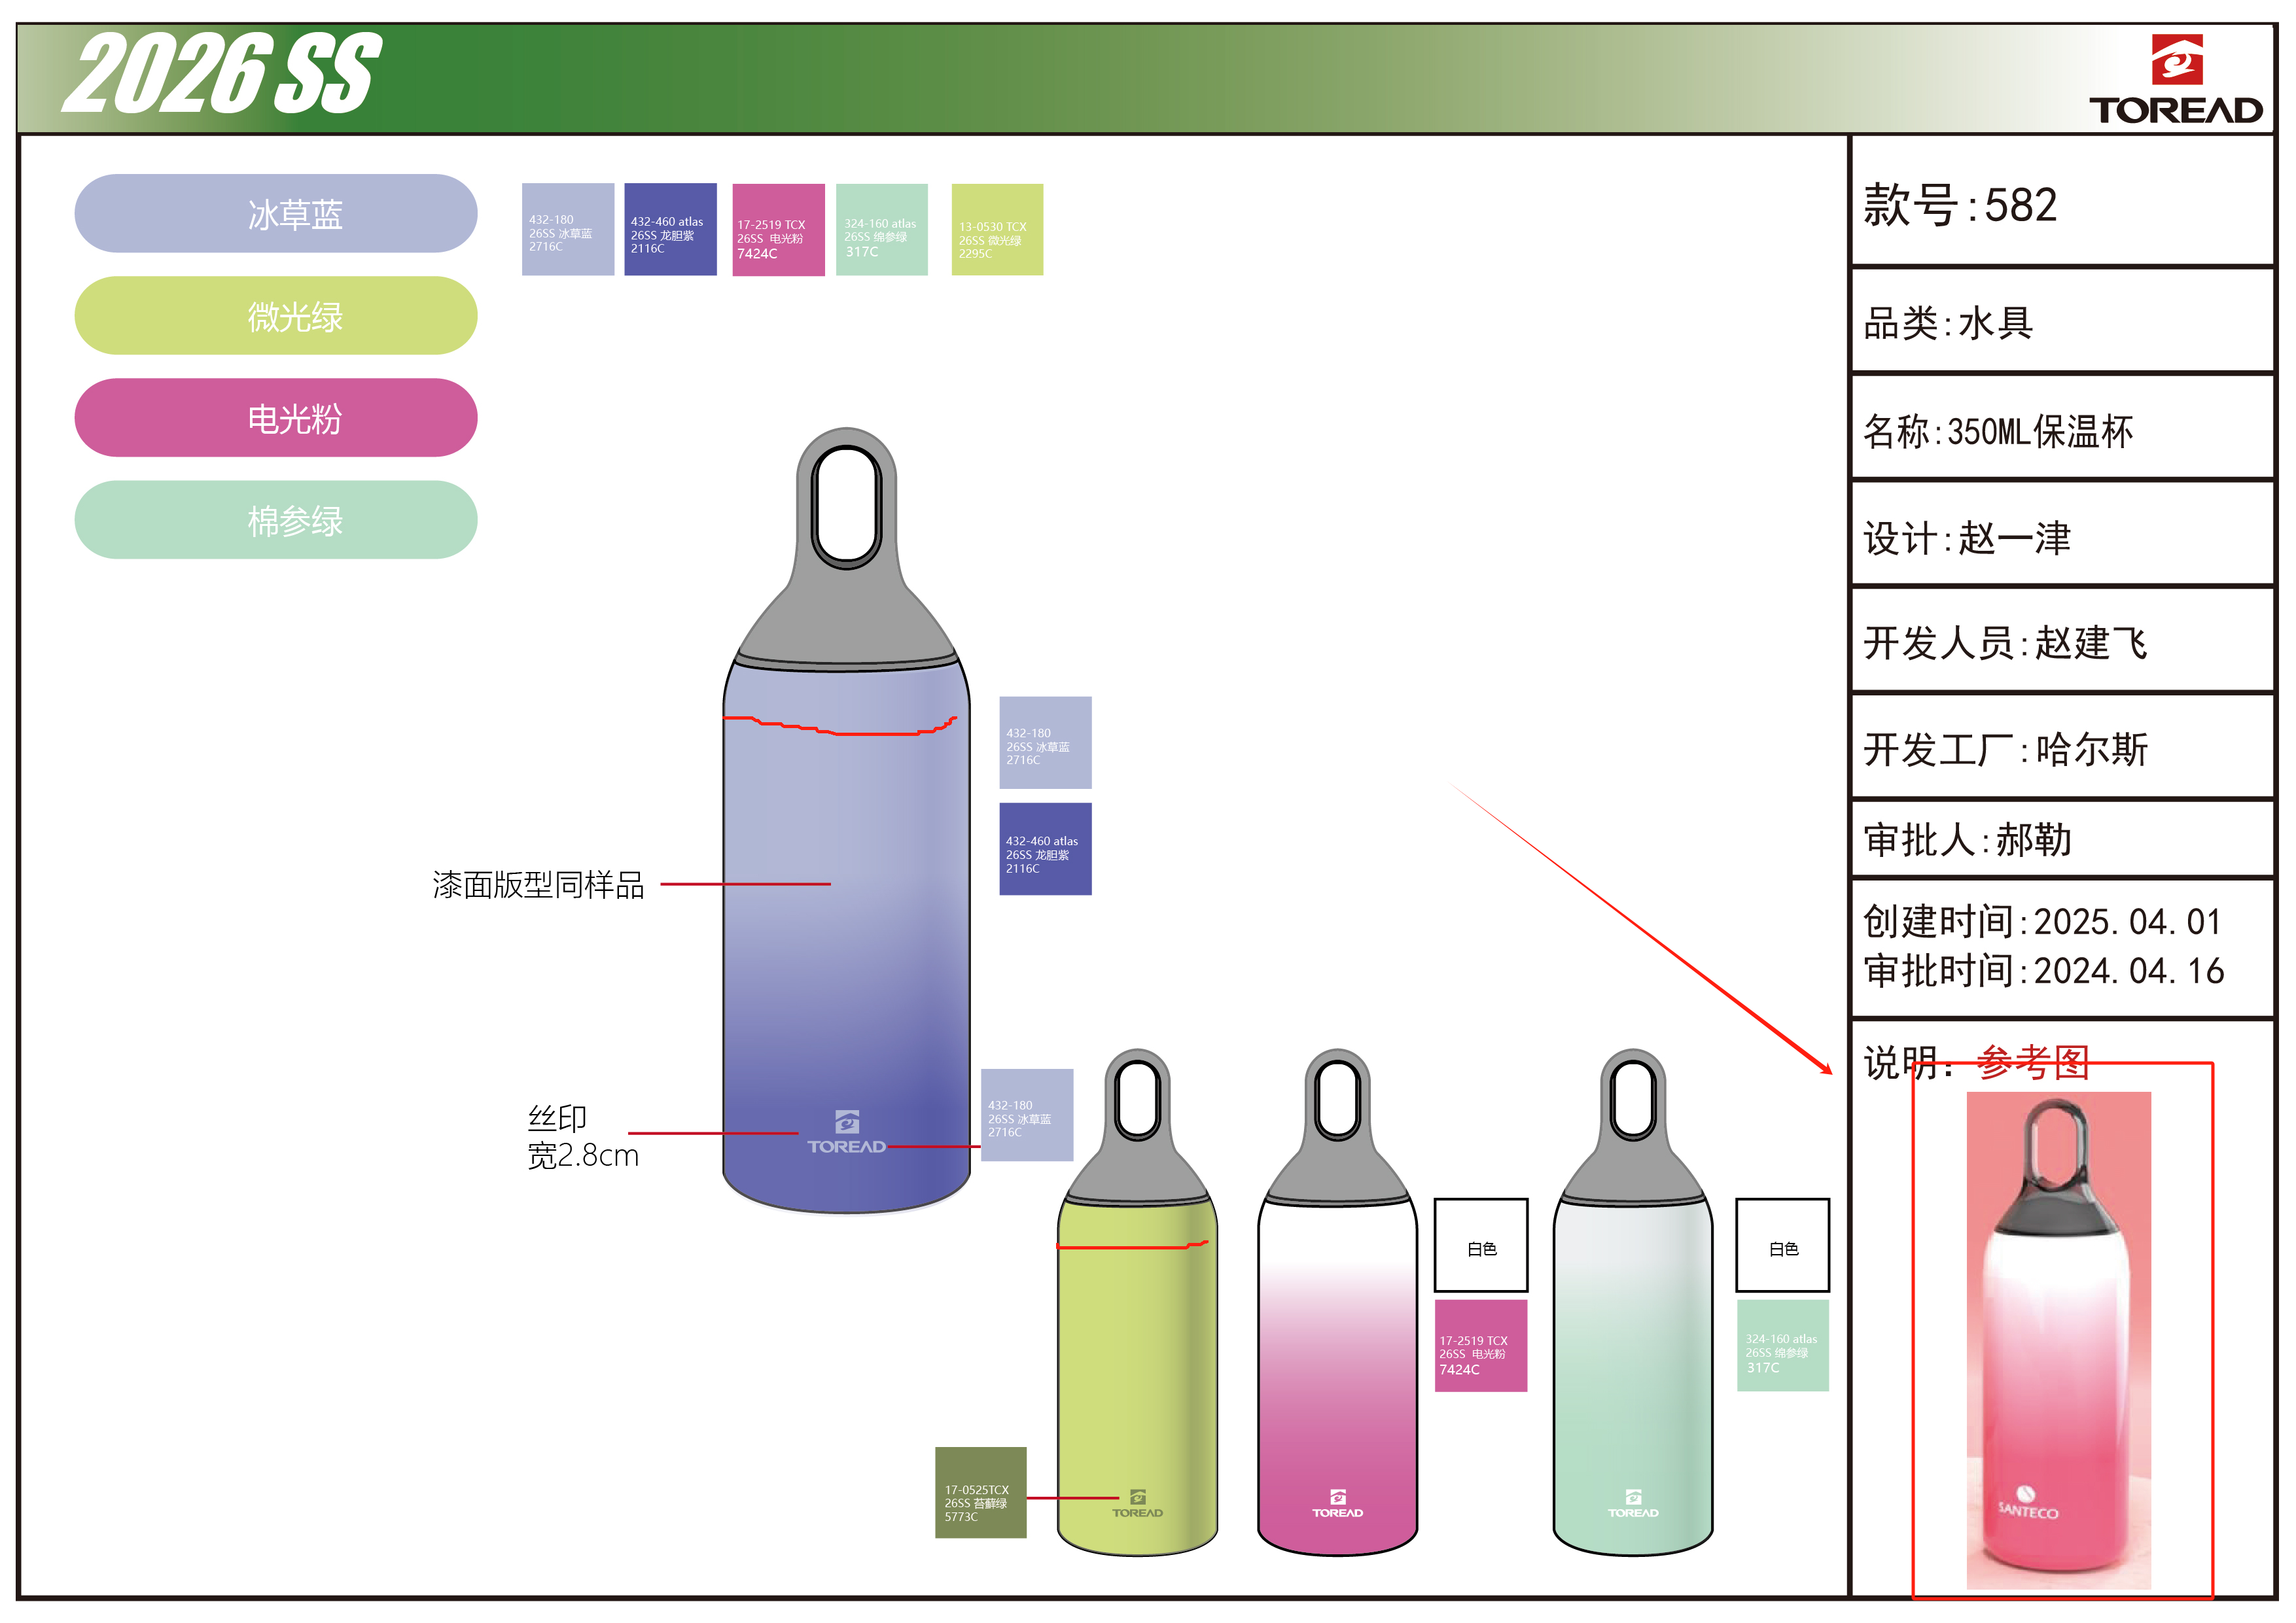 2026 SS
TOREAD
冰草蓝
微光绿
电光粉
棉参绿
432-180
26SS 冰草蓝
2716C
432-460 atlas
26SS 龙胆紫
2116C
17-2519 TCX
26SS 电光粉
7424C
324-160 atlas
26SS 绵参绿
317C
13-0530 TCX
26SS 微光绿
2295C
432-180
26SS 冰草蓝
2716C
432-460 atlas
26SS 龙胆紫
2116C
漆面版型同样品
丝印
宽2.8cm
TOREAD
432-180
26SS 冰草蓝
2716C
17-0525TCX
26SS 苔藓绿
5773C
TOREAD
TOREAD
白色
17-2519 TCX
26SS 电光粉
7424C
TOREAD
白色
324-160 atlas
26SS 绵参绿
317C
款号:582
品类:水具
名称:350ML保温杯
设计:赵一津
开发人员:赵建飞
开发工厂:哈尔斯
审批人:郝勒
创建时间:2025.04.01
审批时间:2024.04.16
说明: 参考图
SANTECO